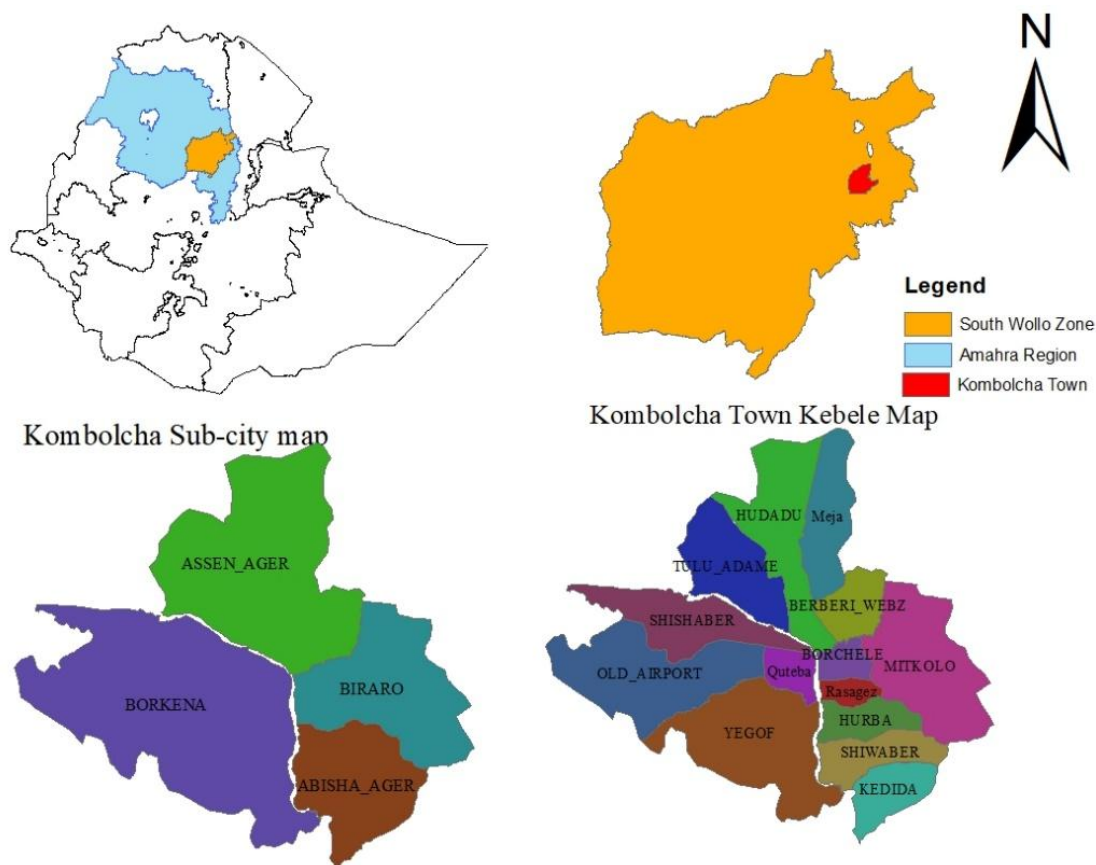 N
Legend
South Wollo Zone
Amahra Region
Kombolcha Town
Kombolcha Sub-city map
ASSEN_AGER
BORKENA
BIRARO
ABISHA_AGER
Kombolcha Town Kebele Map
HUDADU
Meja
TULU_ADAME
BERBERI_WEBZ
SHISHABER
BORCHELE
OLD_AIRPORT
Quteba
MITKOLO
Rasagez
HURBA
YEGOF
SHIWABER
KEDIDA